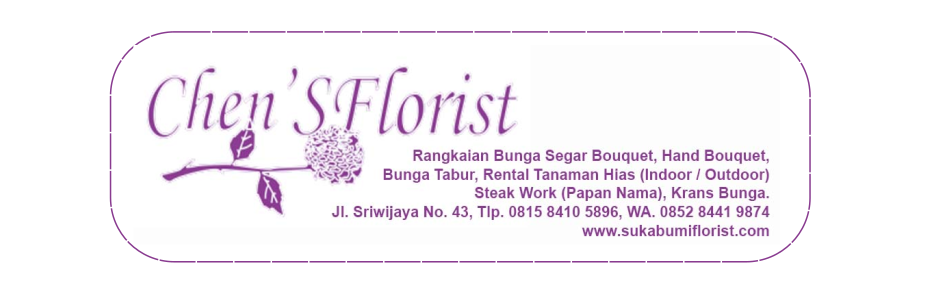 Chen'S Florist
Rangkaian Bunga Segar Bouquet, Hand Bouquet,
Bunga Tabur, Rental Tanaman Hias (Indoor / Outdoor)
Steak Work (Papan Nama), Krans Bunga.
Jl. Sriwijaya No. 43, Tlp. 0815 8410 5896, WA. 0852 8441 9874
www.sukabumiflorist.com